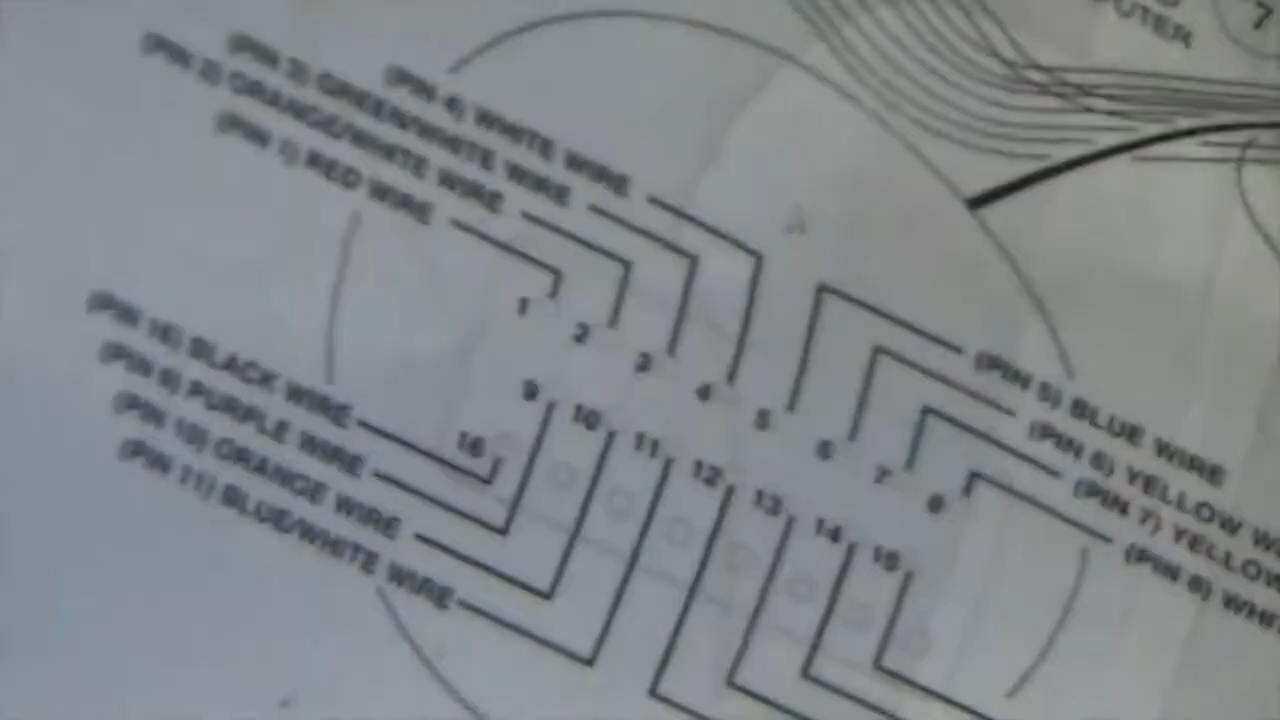 PUTER
7
(PIN 4) WHITE WIRE
(PIN 3) GREEN/WHITE WIRE
(PIN 2) ORANGE/WHITE WIRE
(PIN 1) RED WIRE
1
2
3
4
5
6
7
8
(PIN 5) BLUE WIRE
(PIN 6) YELLOW
(PIN 7) YELLOW
(PIN 8)
9
10
11
12
13
14
15
16
(PIN 16) BLACK WIRE
(PIN 9) PURPLE WIRE
(PIN 10) ORANGE WIRE
(PIN 11) BLUE/WHITE WIRE